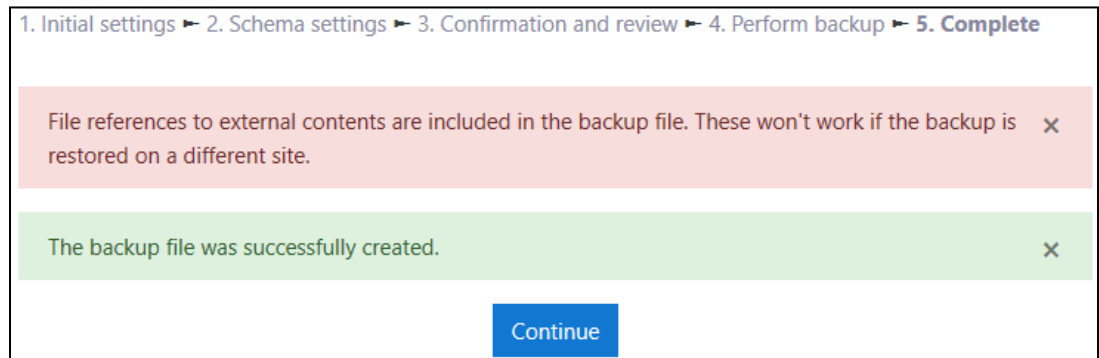 1. Initial settings ► 2. Schema settings ► 3. Confirmation and review ► 4. Perform backup ► 5. Complete
File references to external contents are included in the backup file. These won't work if the backup is ×
restored on a different site.
The backup file was successfully created. ×
Continue